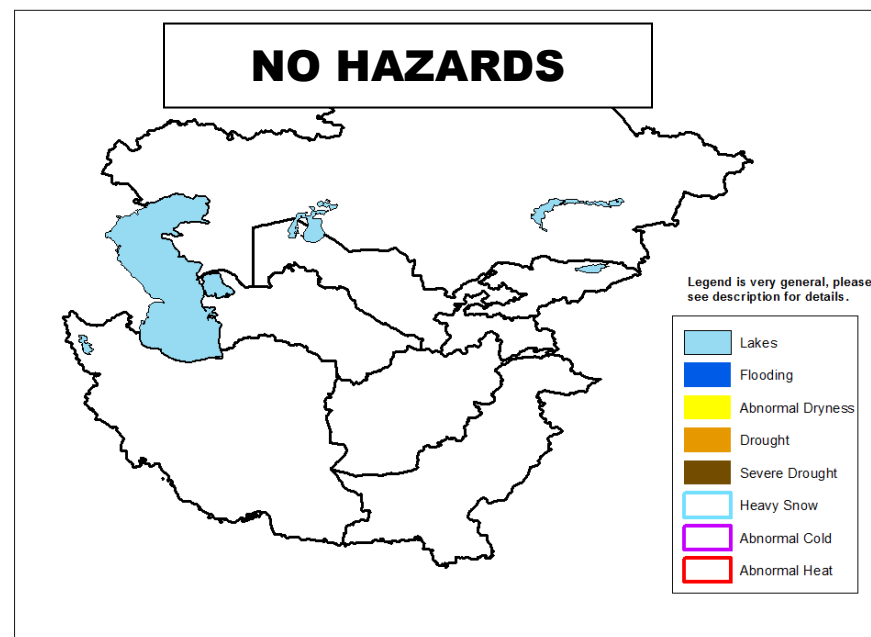 NO HAZARDS
Legend is very general, please
see description for details.
Lakes
Flooding
Abnormal Dryness
Drought
Severe Drought
Heavy Snow
Abnormal Cold
Abnormal Heat